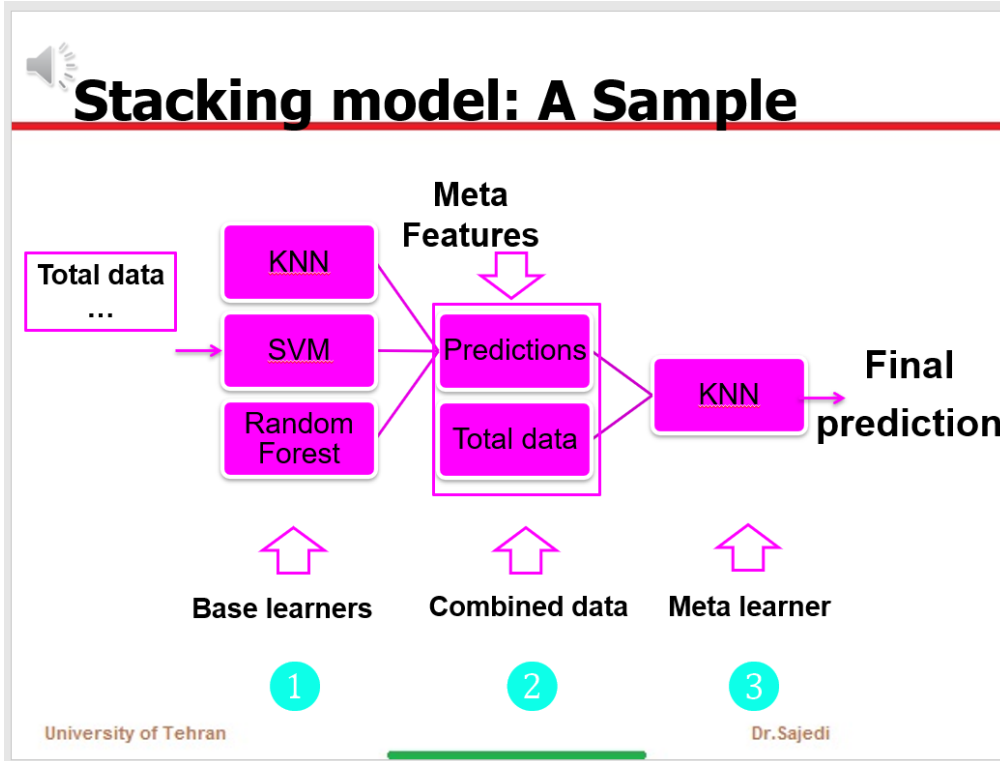 Stacking model: A Sample
Meta
Features
Total data
...
KNN
SVM
Random
Forest
Predictions
Total data
KNN
Final
prediction
Base learners
Combined data
Meta learner
1
2
3
University of Tehran
Dr.Sajedi